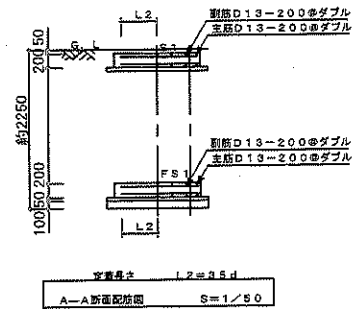 L2
副筋D13-200@ダブル
主筋D13-200@ダブル
G.L
S1
200 50
約2250
副筋D13-200@ダブル
主筋D13-200@ダブル
FS1
100 50 200
L2
定着長さ L2=35d
A-A断面配筋図 S=1/50